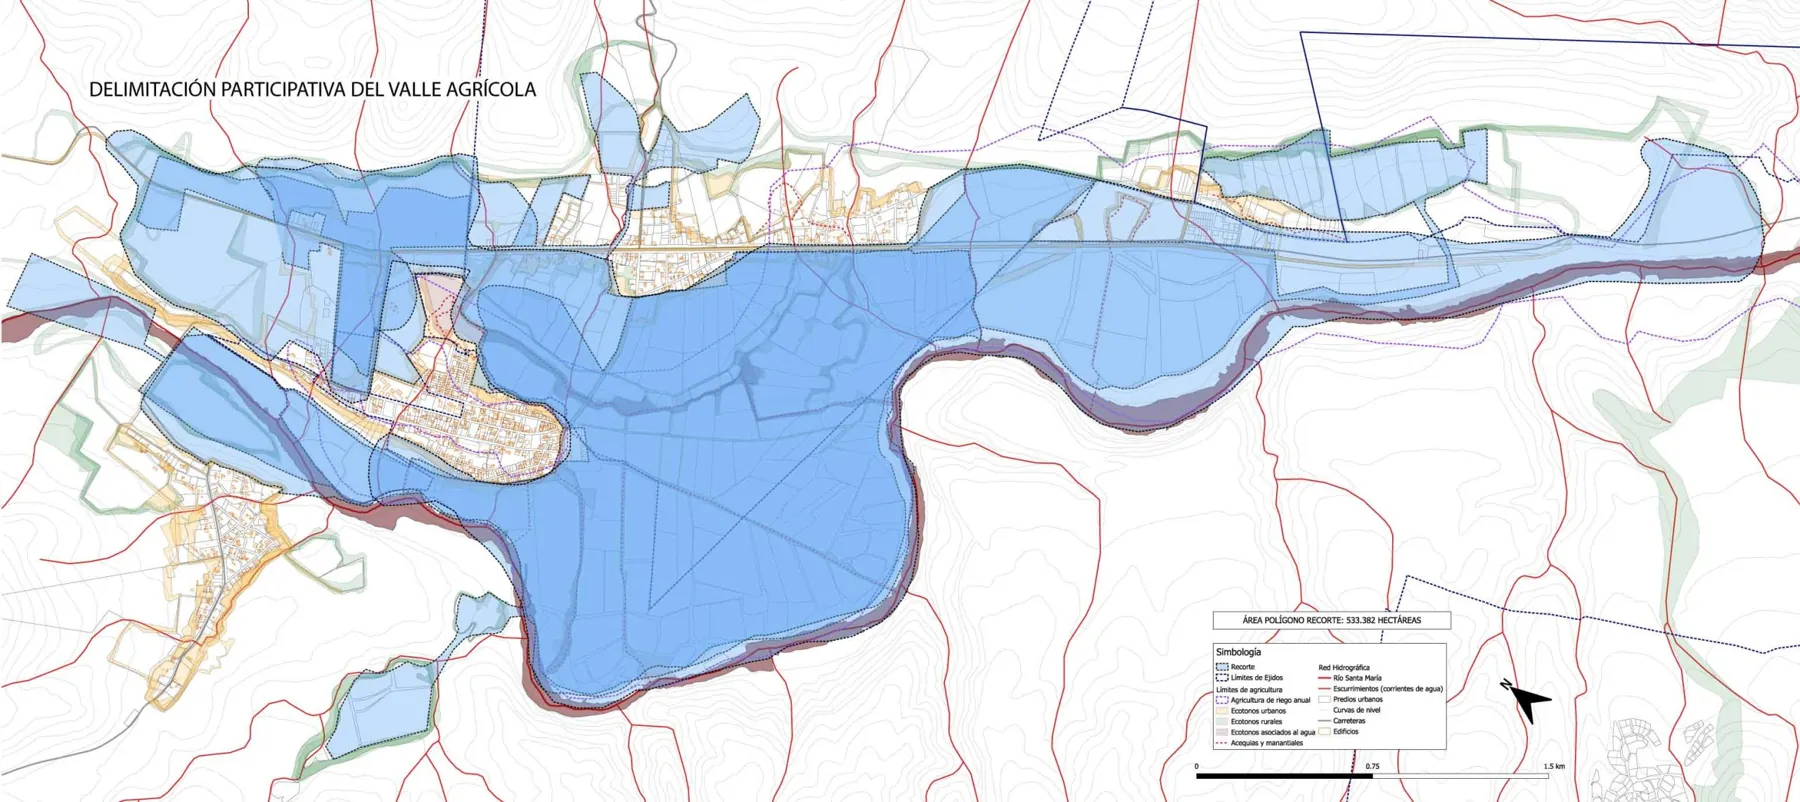 DELIMITACIÓN PARTICIPATIVA DEL VALLE AGRÍCOLA
ÁREA POLÍGONO RECORTE: 533.382 HECTÁREAS
Simbología
Recorte
Límites de Ejidos
Límites de agricultura
Agricultura de riego anual
Ecotonos urbanos
Ecotonos rurales
Ecotonos asociados al agua
Acequias y manantiales
Red Hidrográfica
Río Santa María
Escurrimientos (corrientes de agua)
Predios urbanos
Curvas de nivel
Carreteras
Edificios
N
0 0.75 1.5 km